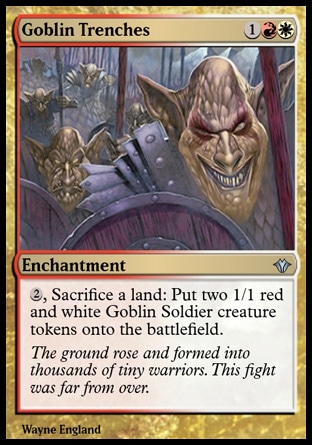 Goblin Trenches 1
Enchantment
2, Sacrifice a land: Put two 1/1 red
and white Goblin Soldier creature
tokens onto the battlefield.
The ground rose and formed into
thousands of tiny warriors. This fight
was far from over.
Wayne England